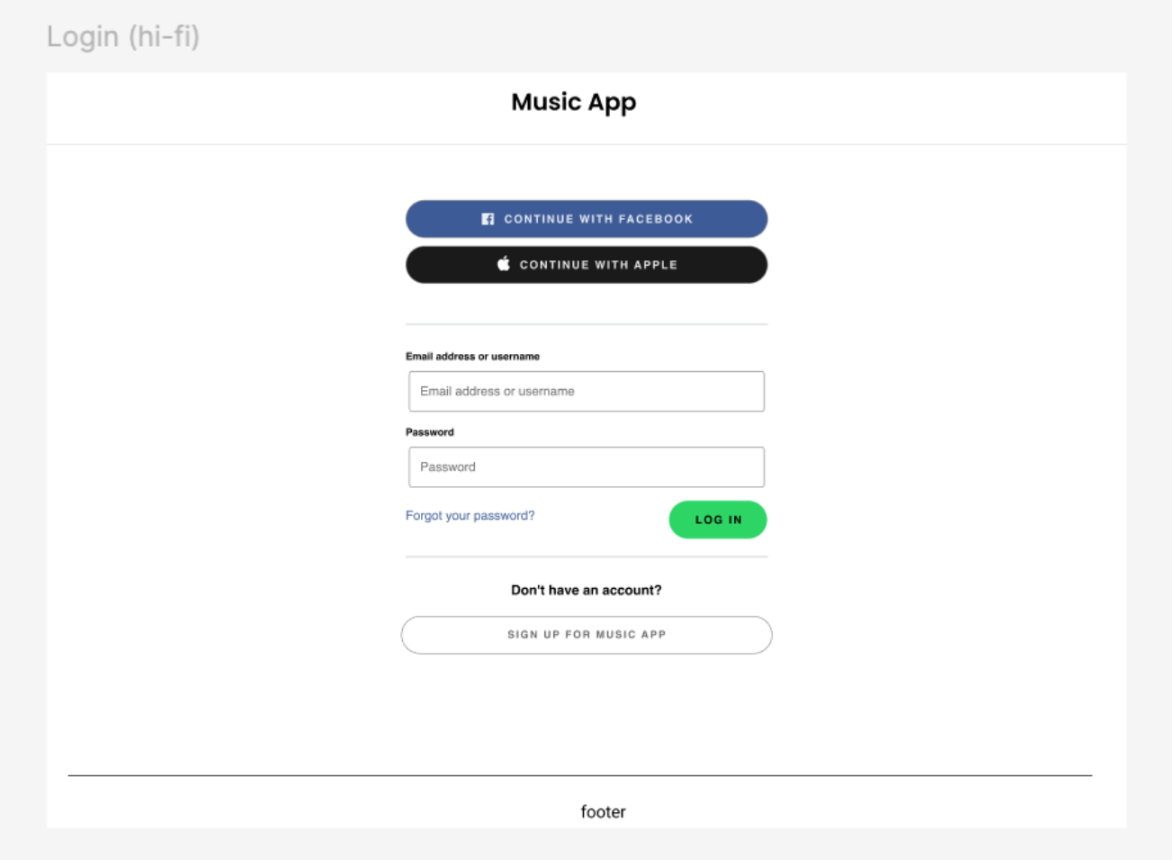 Login (hi-fi)
Music App
CONTINUE WITH FACEBOOK
CONTINUE WITH APPLE
Email address or username
Email address or username
Password
Password
Forgot your password?
LOG IN
Don't have an account?
SIGN UP FOR MUSIC APP
footer